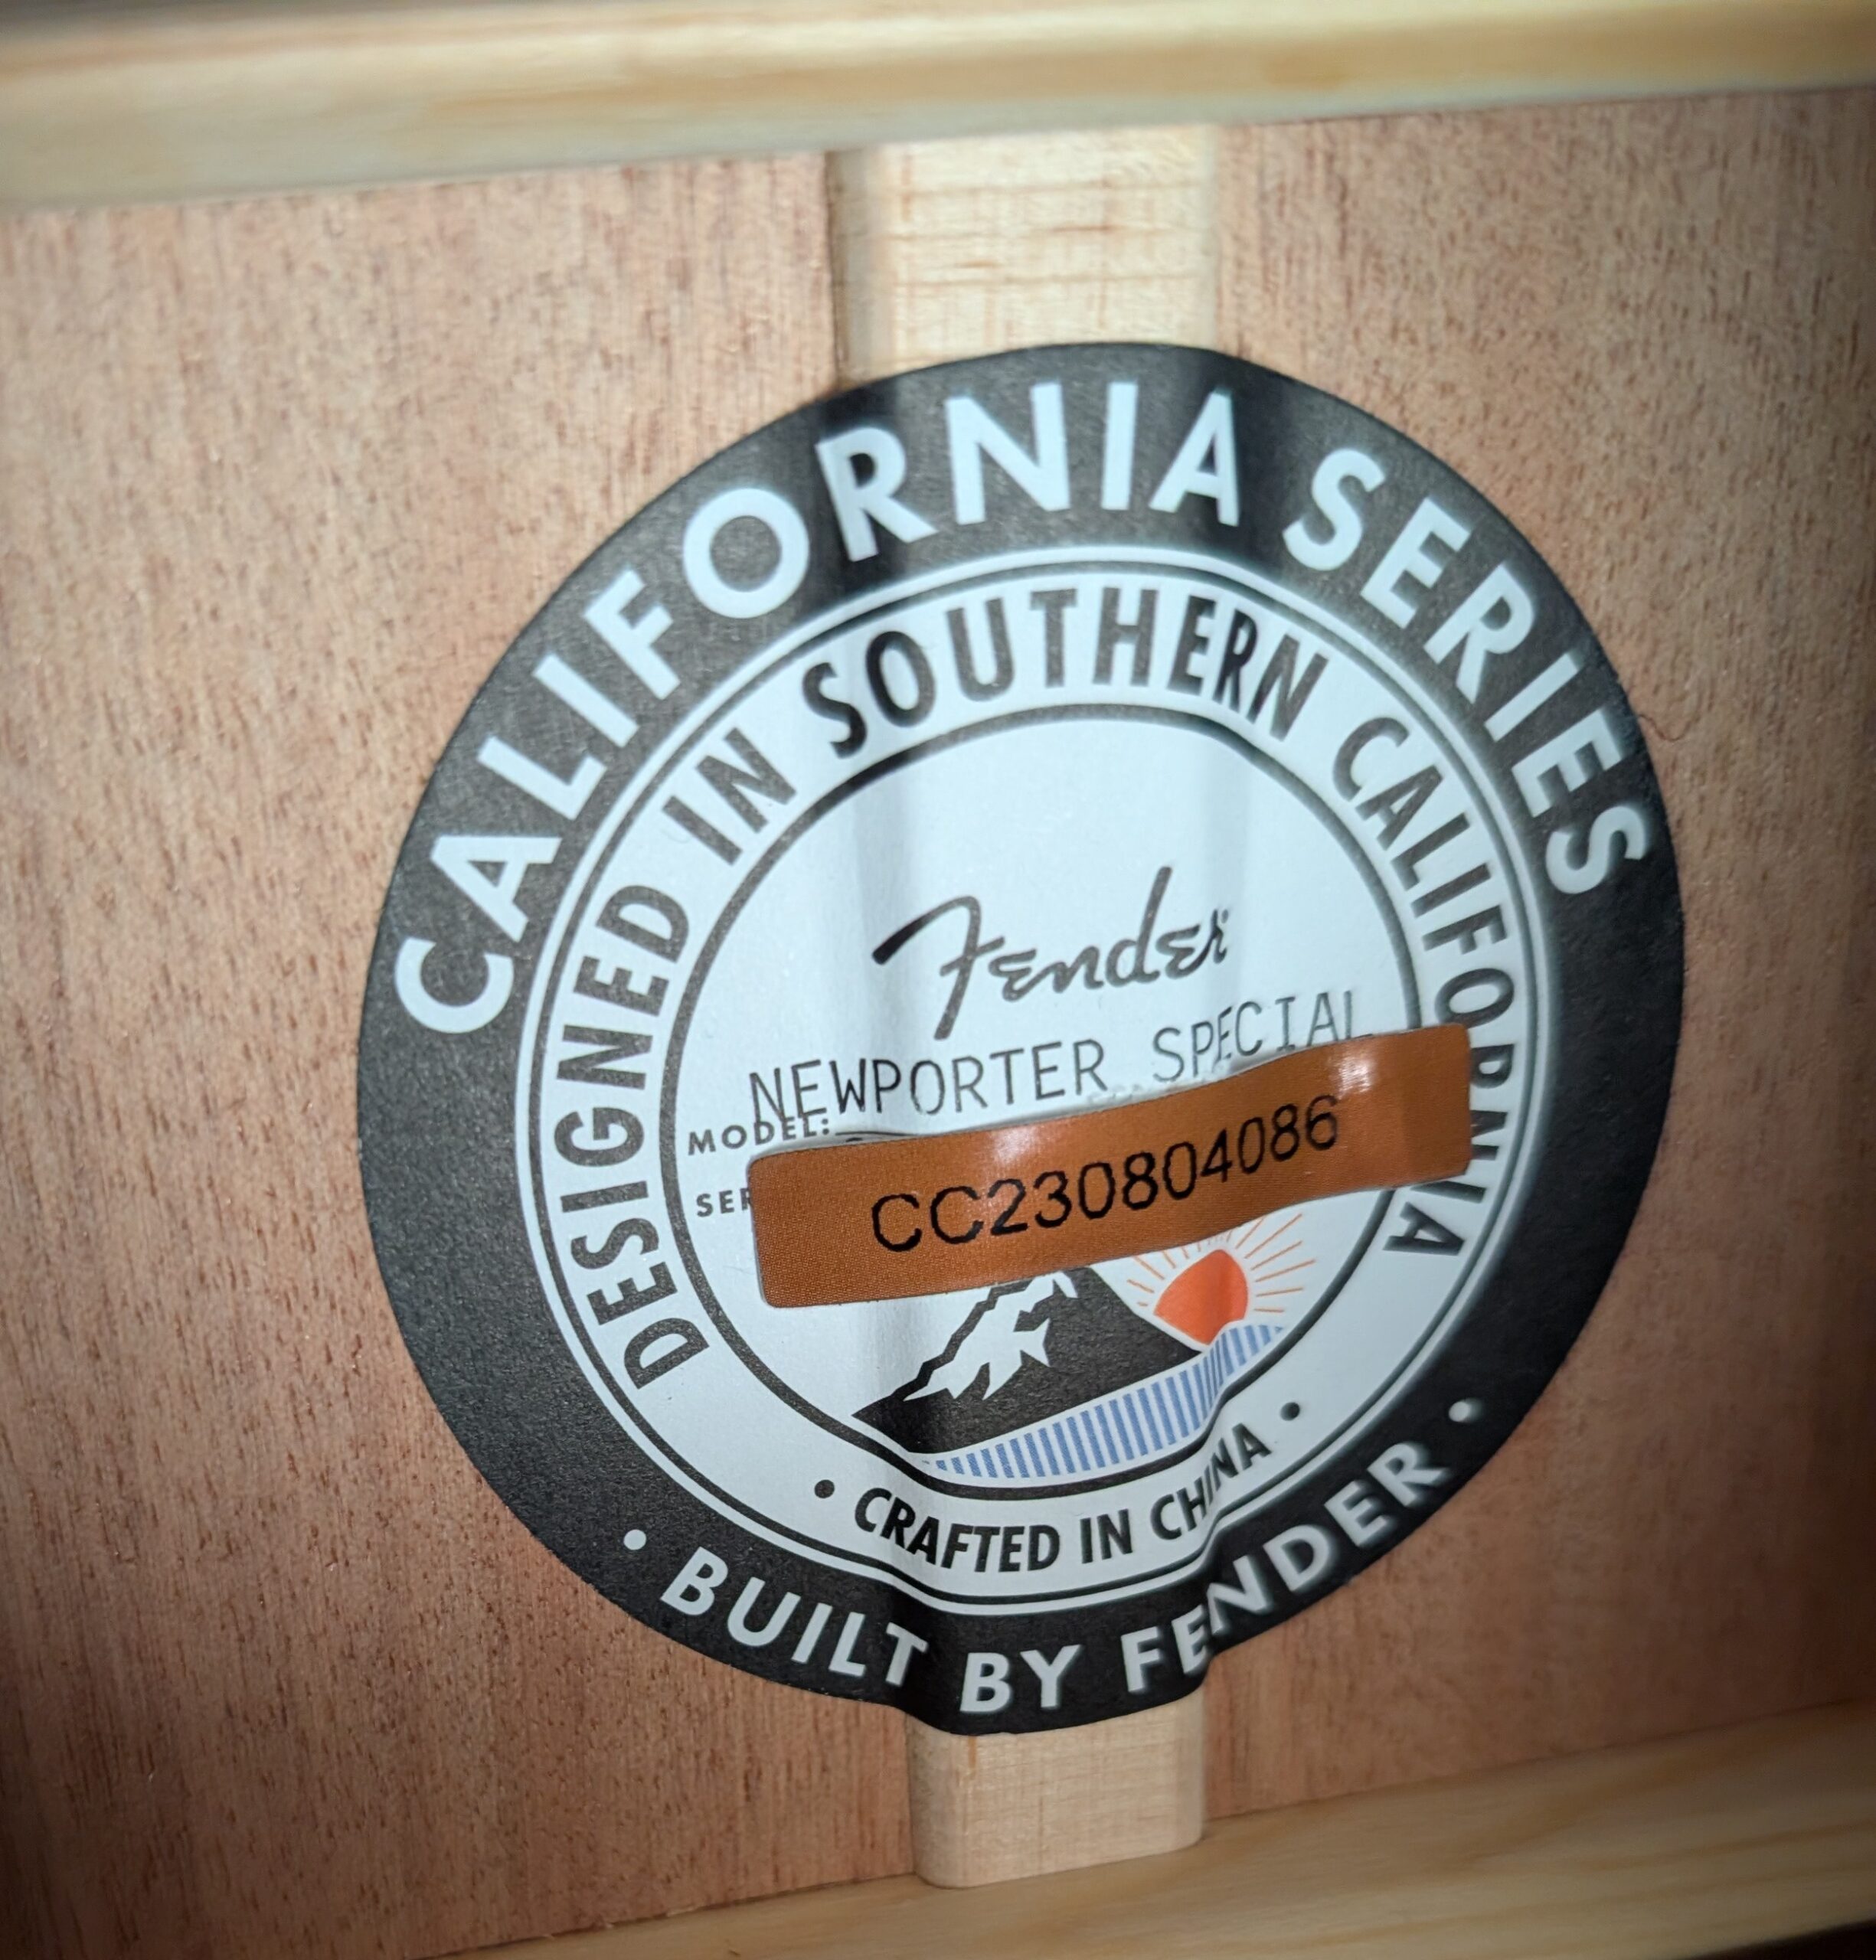 CALIFORNIA SERIES
DESIGNED IN SOUTHERN CALIFORNIA
Fender
NEWPORTER SPECIAL
MODEL:
CC230804086
• CRAFTED IN CHINA •
• BUILT BY FENDER •